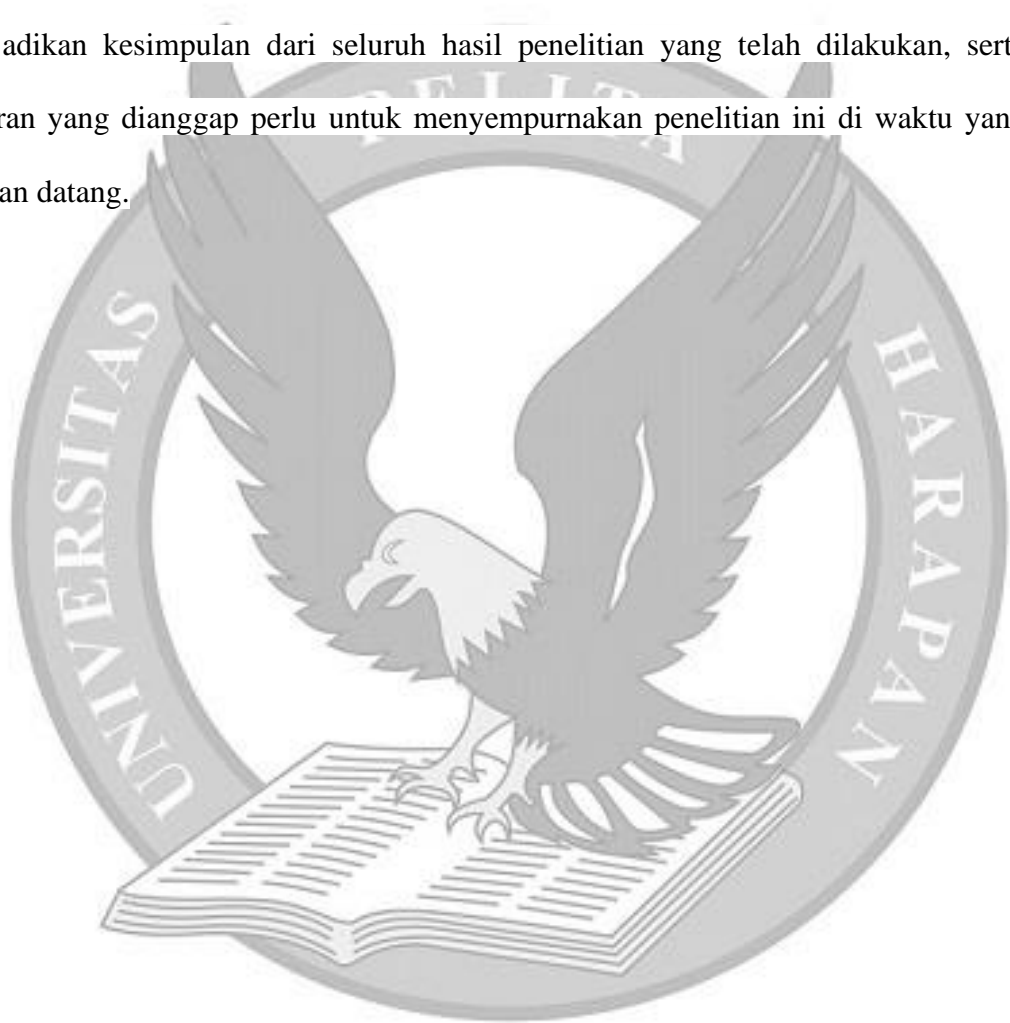 adikan kesimpulan dari seluruh hasil penelitian yang telah dilakukan, sert
ran yang dianggap perlu untuk menyempurnakan penelitian ini di waktu yan
an datang.
UNIVERSITAS PELITA HARAPAN